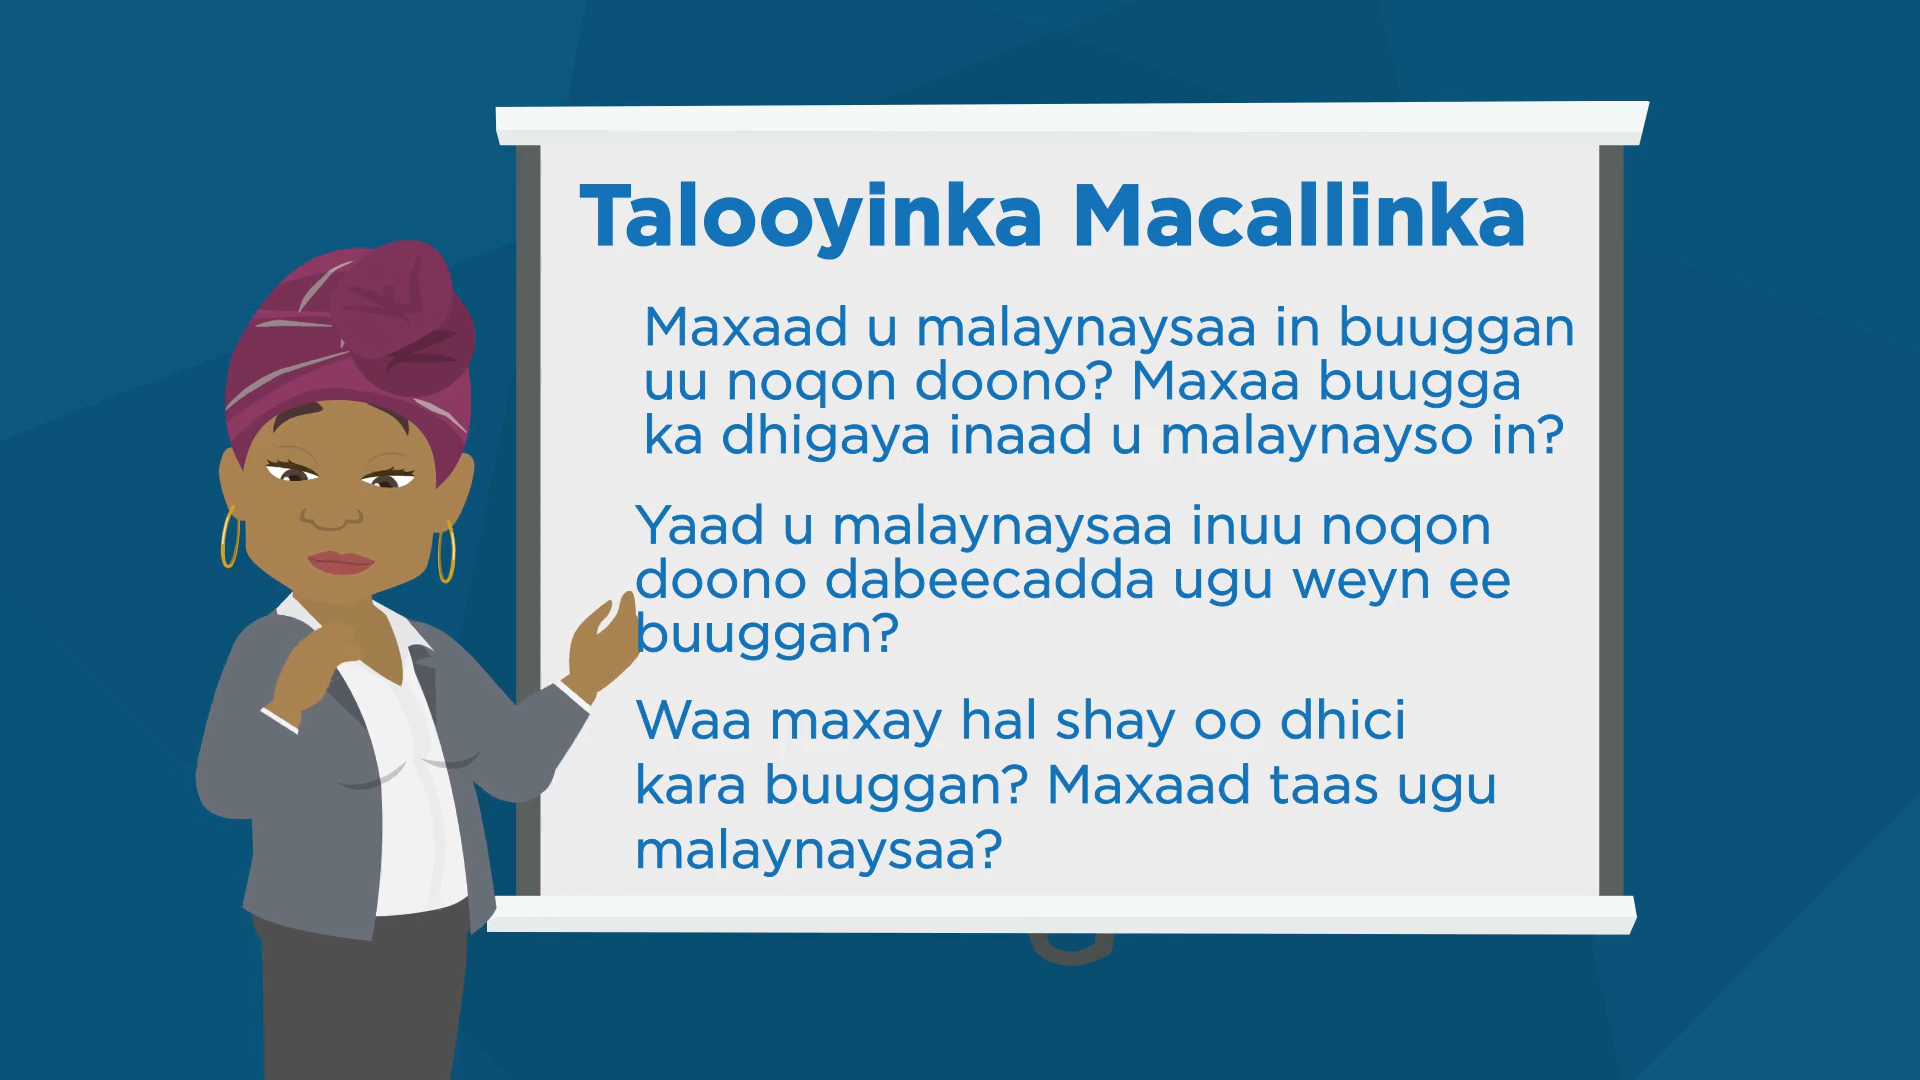 Talooyinka Macallinka
Maxaad u malaynaysaa in buuggan
uu noqon doono? Maxaa buugga
ka dhigaya inaad u malaynayso in?
Yaad u malaynaysaa inuu noqon
doono dabeecadda ugu weyn ee
buuggan?
Waa maxay hal shay oo dhici
kara buuggan? Maxaad taas ugu
malaynaysaa?